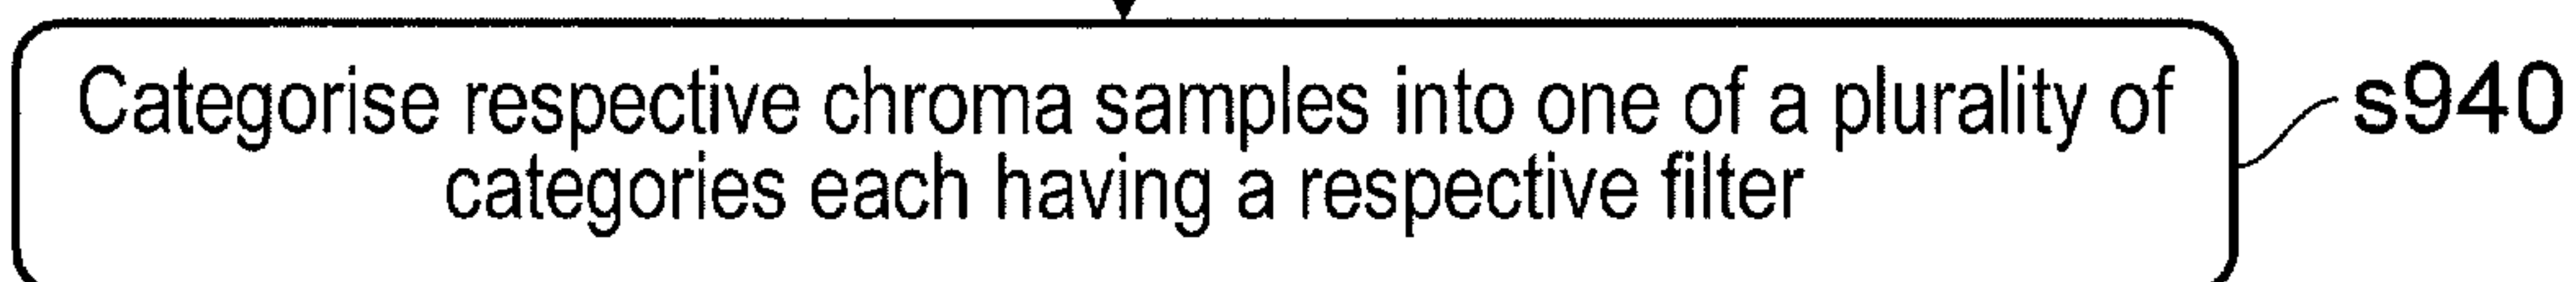 Categorise respective chroma samples into one of a plurality of
categories each having a respective filter
s940